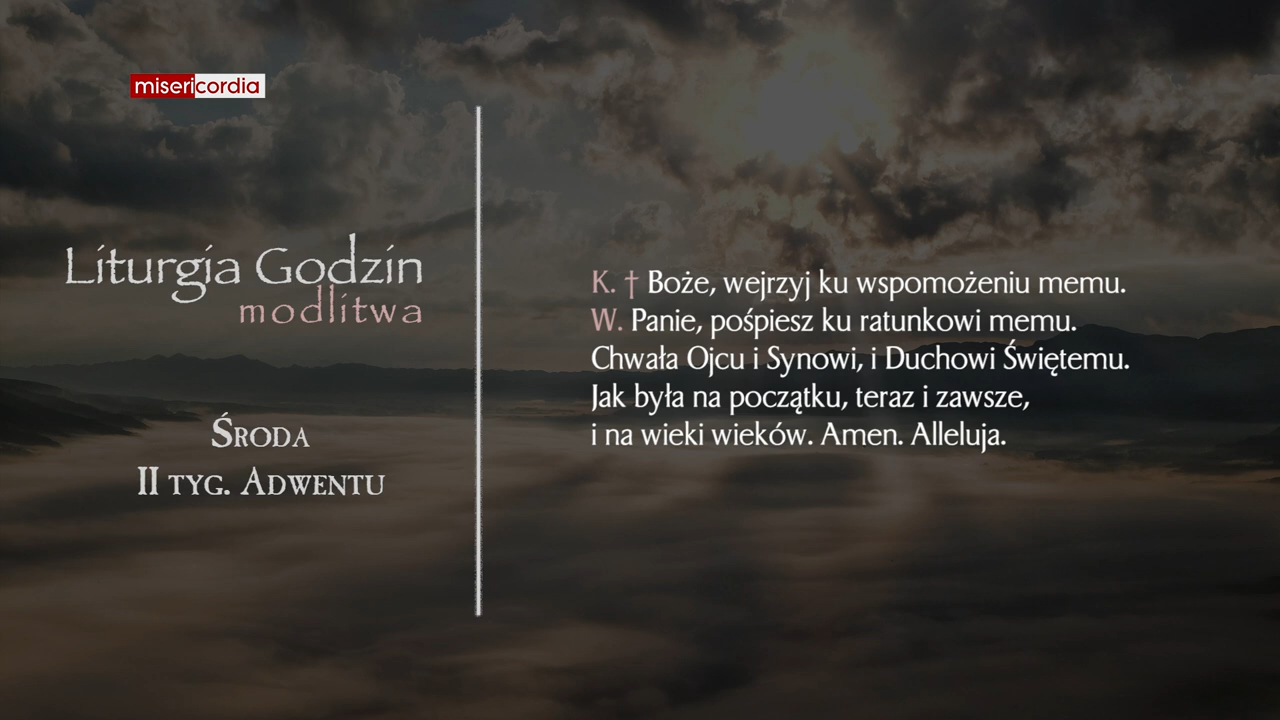 misericordia
Liturgia Godzin
modlitwa
Środa
II tyg. Adwentu
K. † Boże, wejrzyj ku wspomożeniu memu.
W. Panie, pośpiesz ku ratunkowi memu.
Chwała Ojcu i Synowi, i Duchowi Świętemu.
Jak była na początku, teraz i zawsze,
i na wieki wieków. Amen. Alleluja.